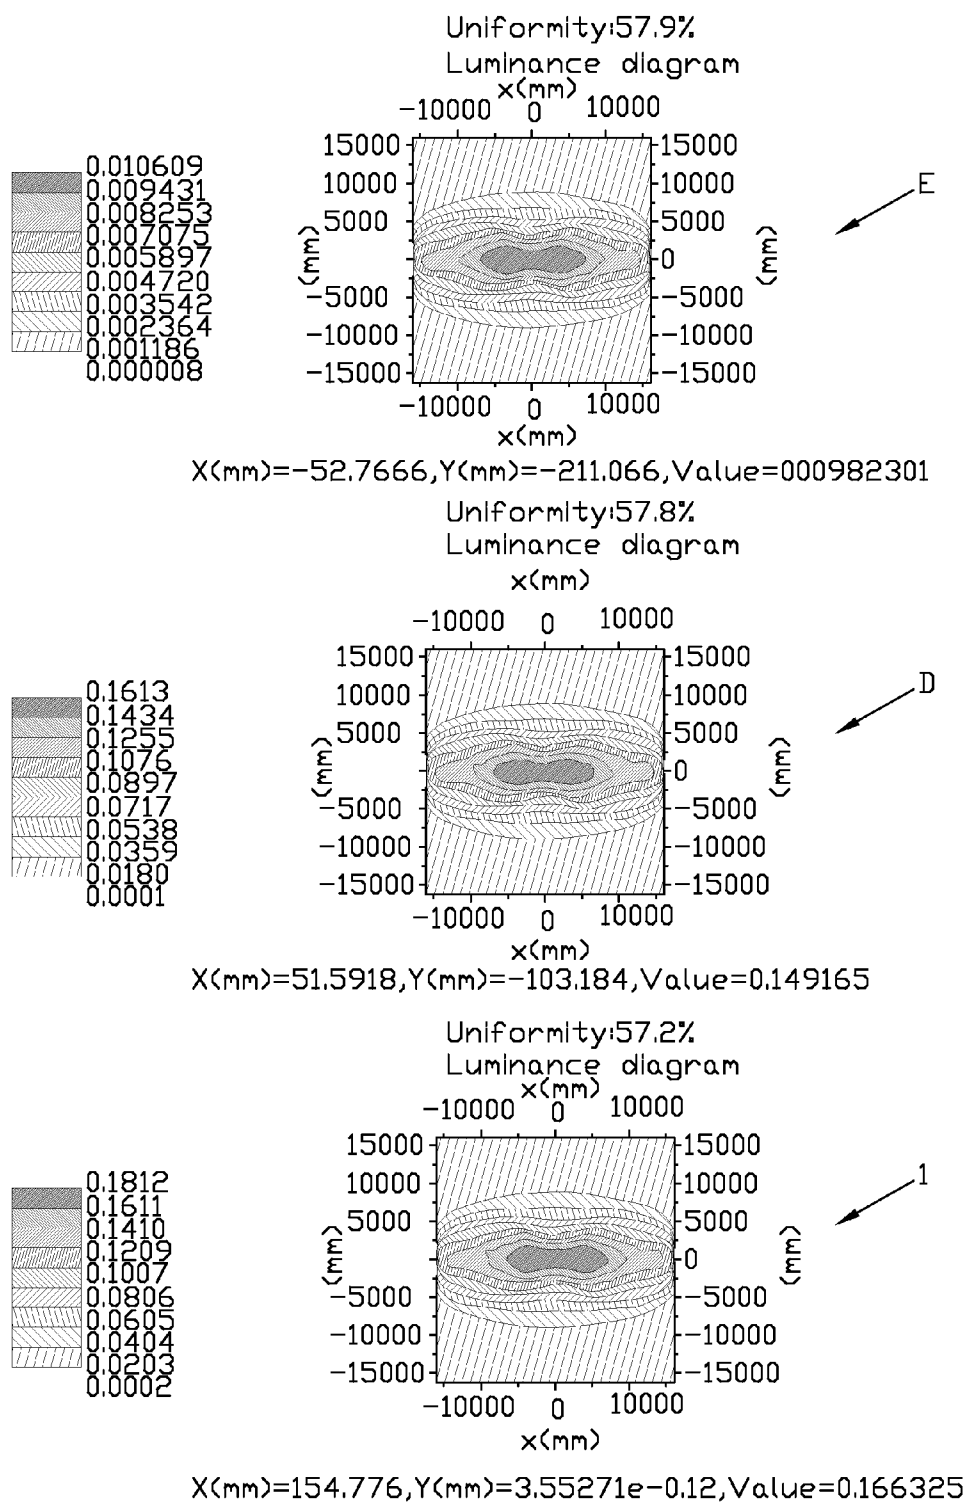 Uniformity:57.9%
Luminance diagram
x(mm)
-10000 0 10000
0.010609
0.009431
0.008253
0.007075
0.005897
0.004720
0.003542
0.002364
0.001186
0.000008
15000 15000
10000 10000
5000 5000
0
-5000 -5000
-10000 -10000
-15000 -15000
(mm) (mm)
E
-10000 0 10000
x(mm)
X(mm)=-52.7666,Y(mm)=-211.066,Value=000982301
Uniformity:57.8%
Luminance diagram
x(mm)
-10000 0 10000
0.1613
0.1434
0.1255
0.1076
0.0897
0.0717
0.0538
0.0359
0.0180
0.0001
15000 15000
10000 10000
5000 5000
0
-5000 -5000
-10000 -10000
-15000 -15000
(mm) (mm)
D
-10000 0 10000
x(mm)
X(mm)=51.5918,Y(mm)=-103.184,Value=0.149165
Uniformity:57.2%
Luminance diagram
x(mm)
-10000 0 10000
0.1812
0.1611
0.1410
0.1209
0.1007
0.0806
0.0605
0.0404
0.0203
0.0002
15000 15000
10000 10000
5000 5000
0
-5000 -5000
-10000 -10000
-15000 -15000
(mm) (mm)
1
-10000 0 10000
x(mm)
X(mm)=154.776,Y(mm)=3.55271e-0.12,Value=0.166325